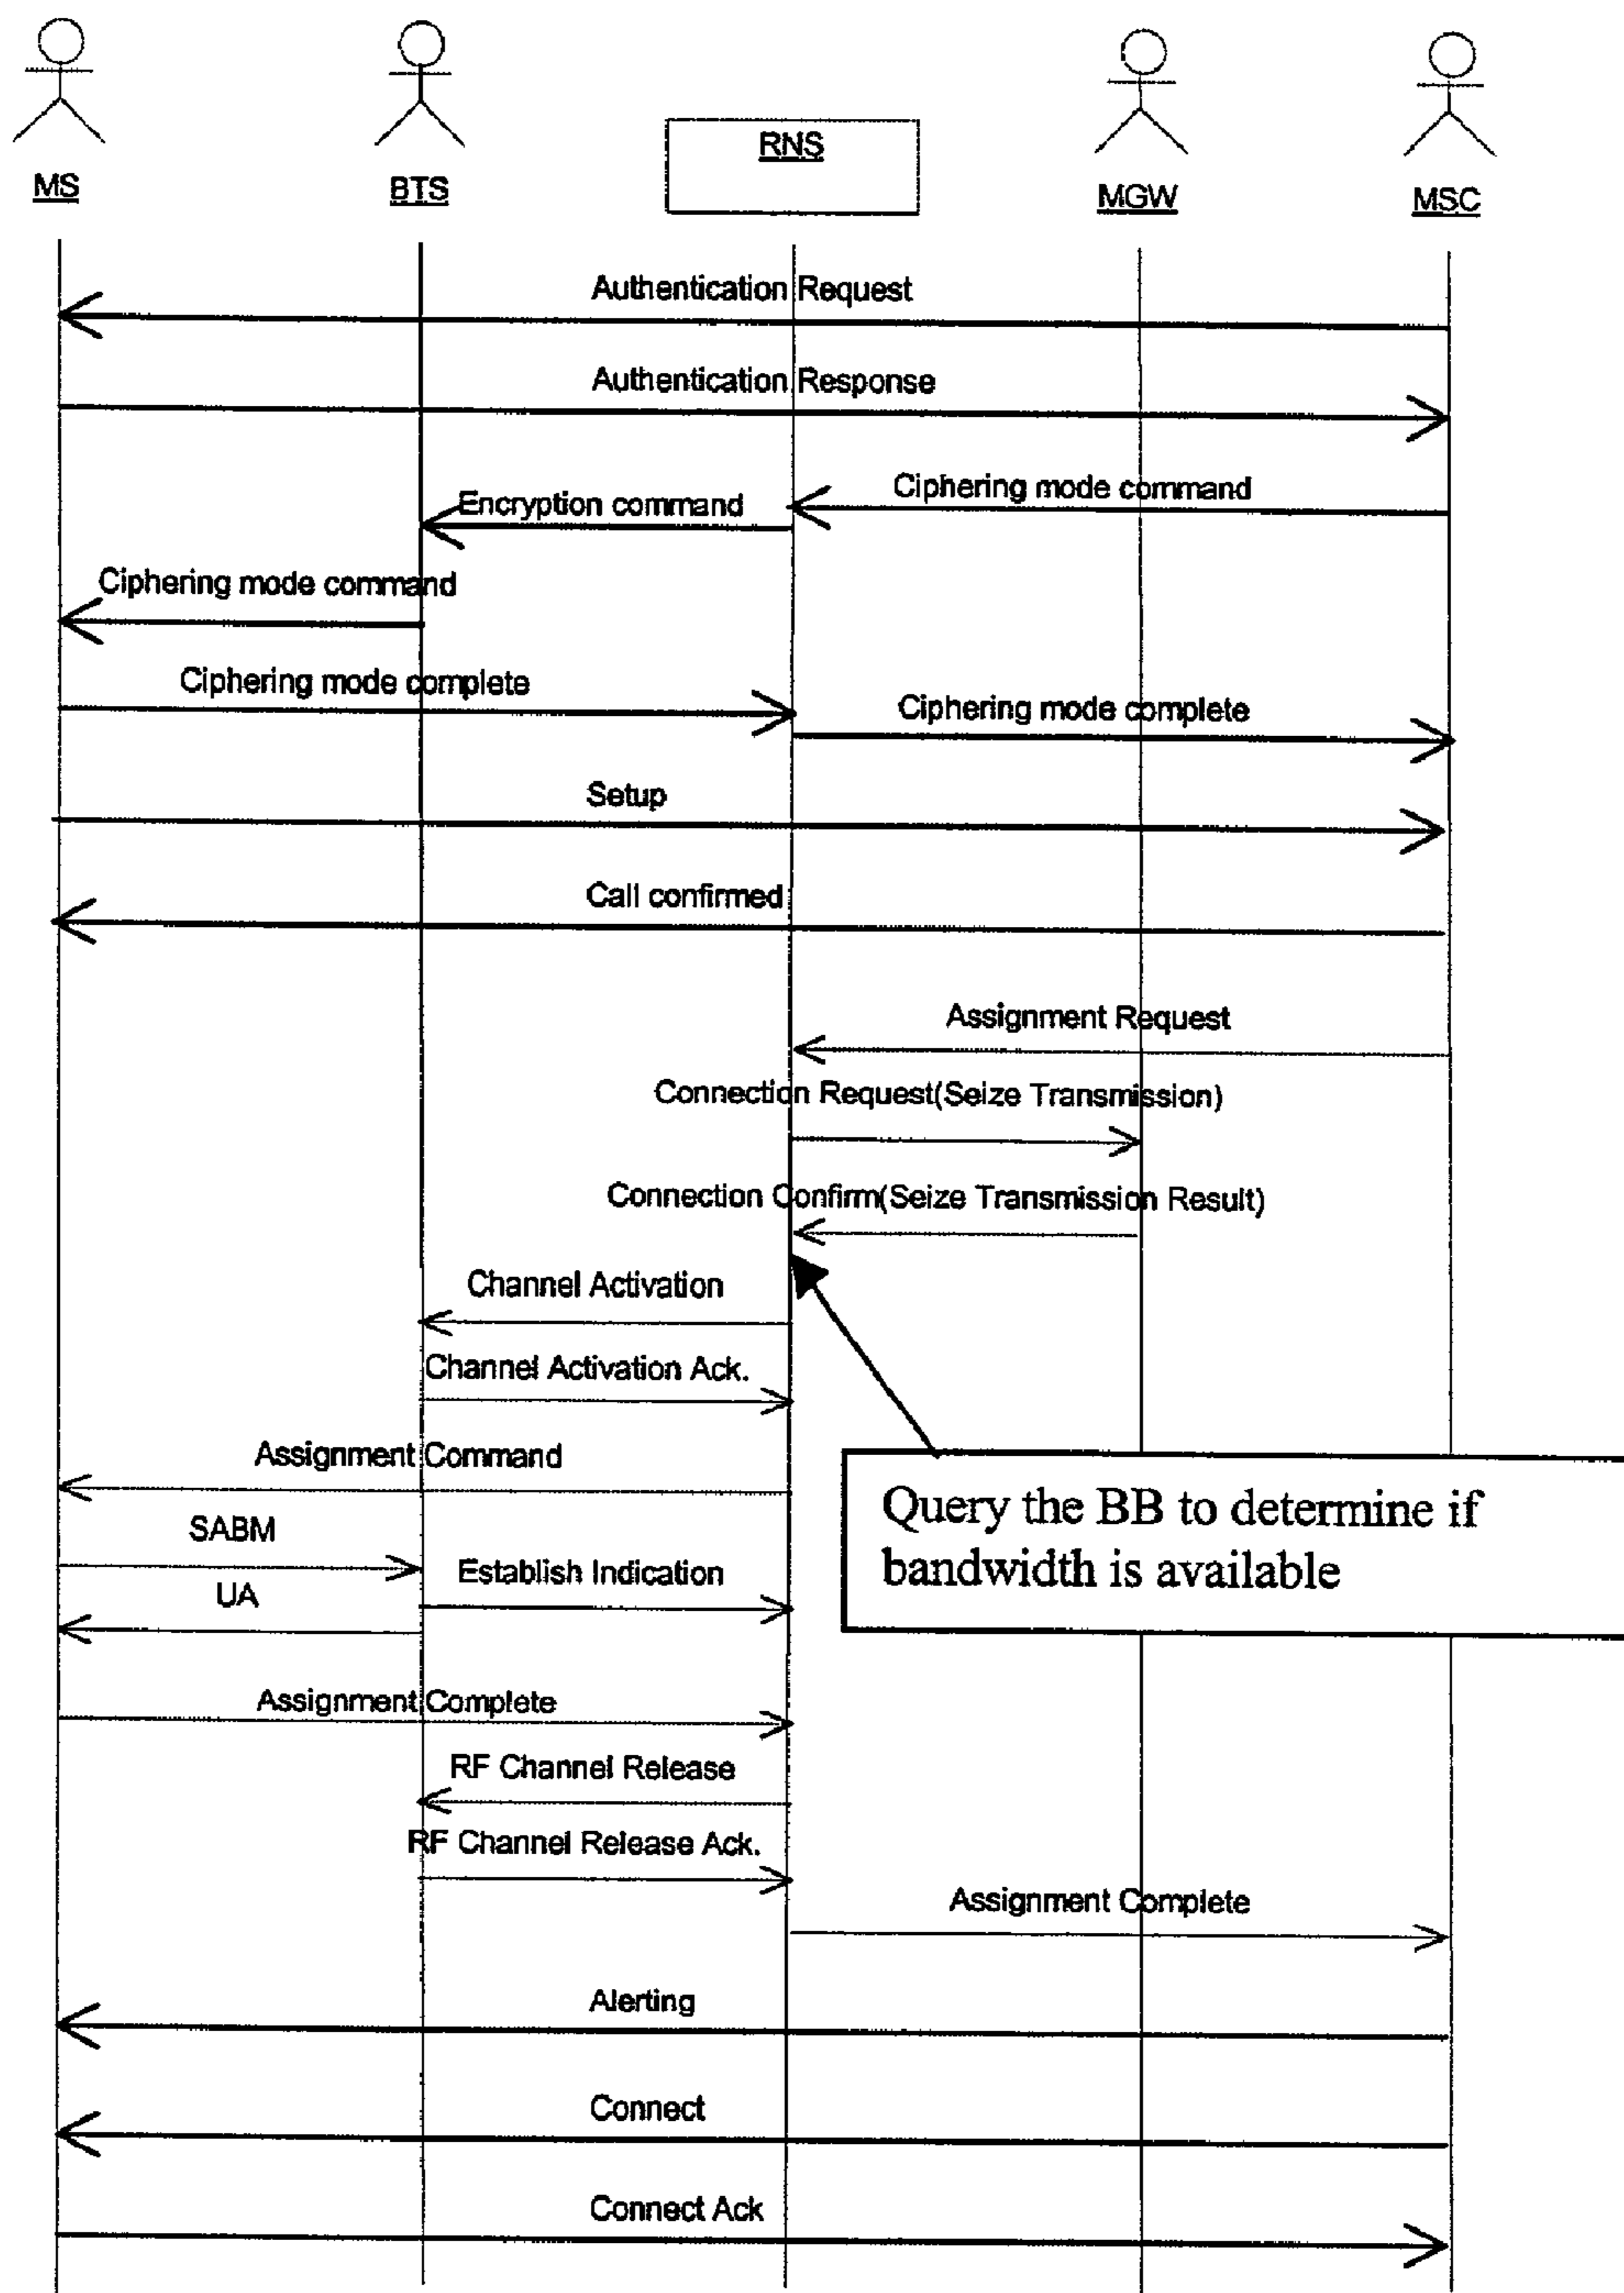 MS
BTS
RNS
MGW
MSC
Authentication Request
Authentication Response
Ciphering mode command
Encryption command
Ciphering mode command
Ciphering mode complete
Ciphering mode complete
Setup
Call confirmed
Assignment Request
Connection Request(Seize Transmission)
Connection Confirm(Seize Transmission Result)
Channel Activation
Channel Activation Ack.
Assignment Command
Query the BB to determine if
bandwidth is available
SABM
Establish Indication
UA
Assignment Complete
RF Channel Release
RF Channel Release Ack.
Assignment Complete
Alerting
Connect
Connect Ack